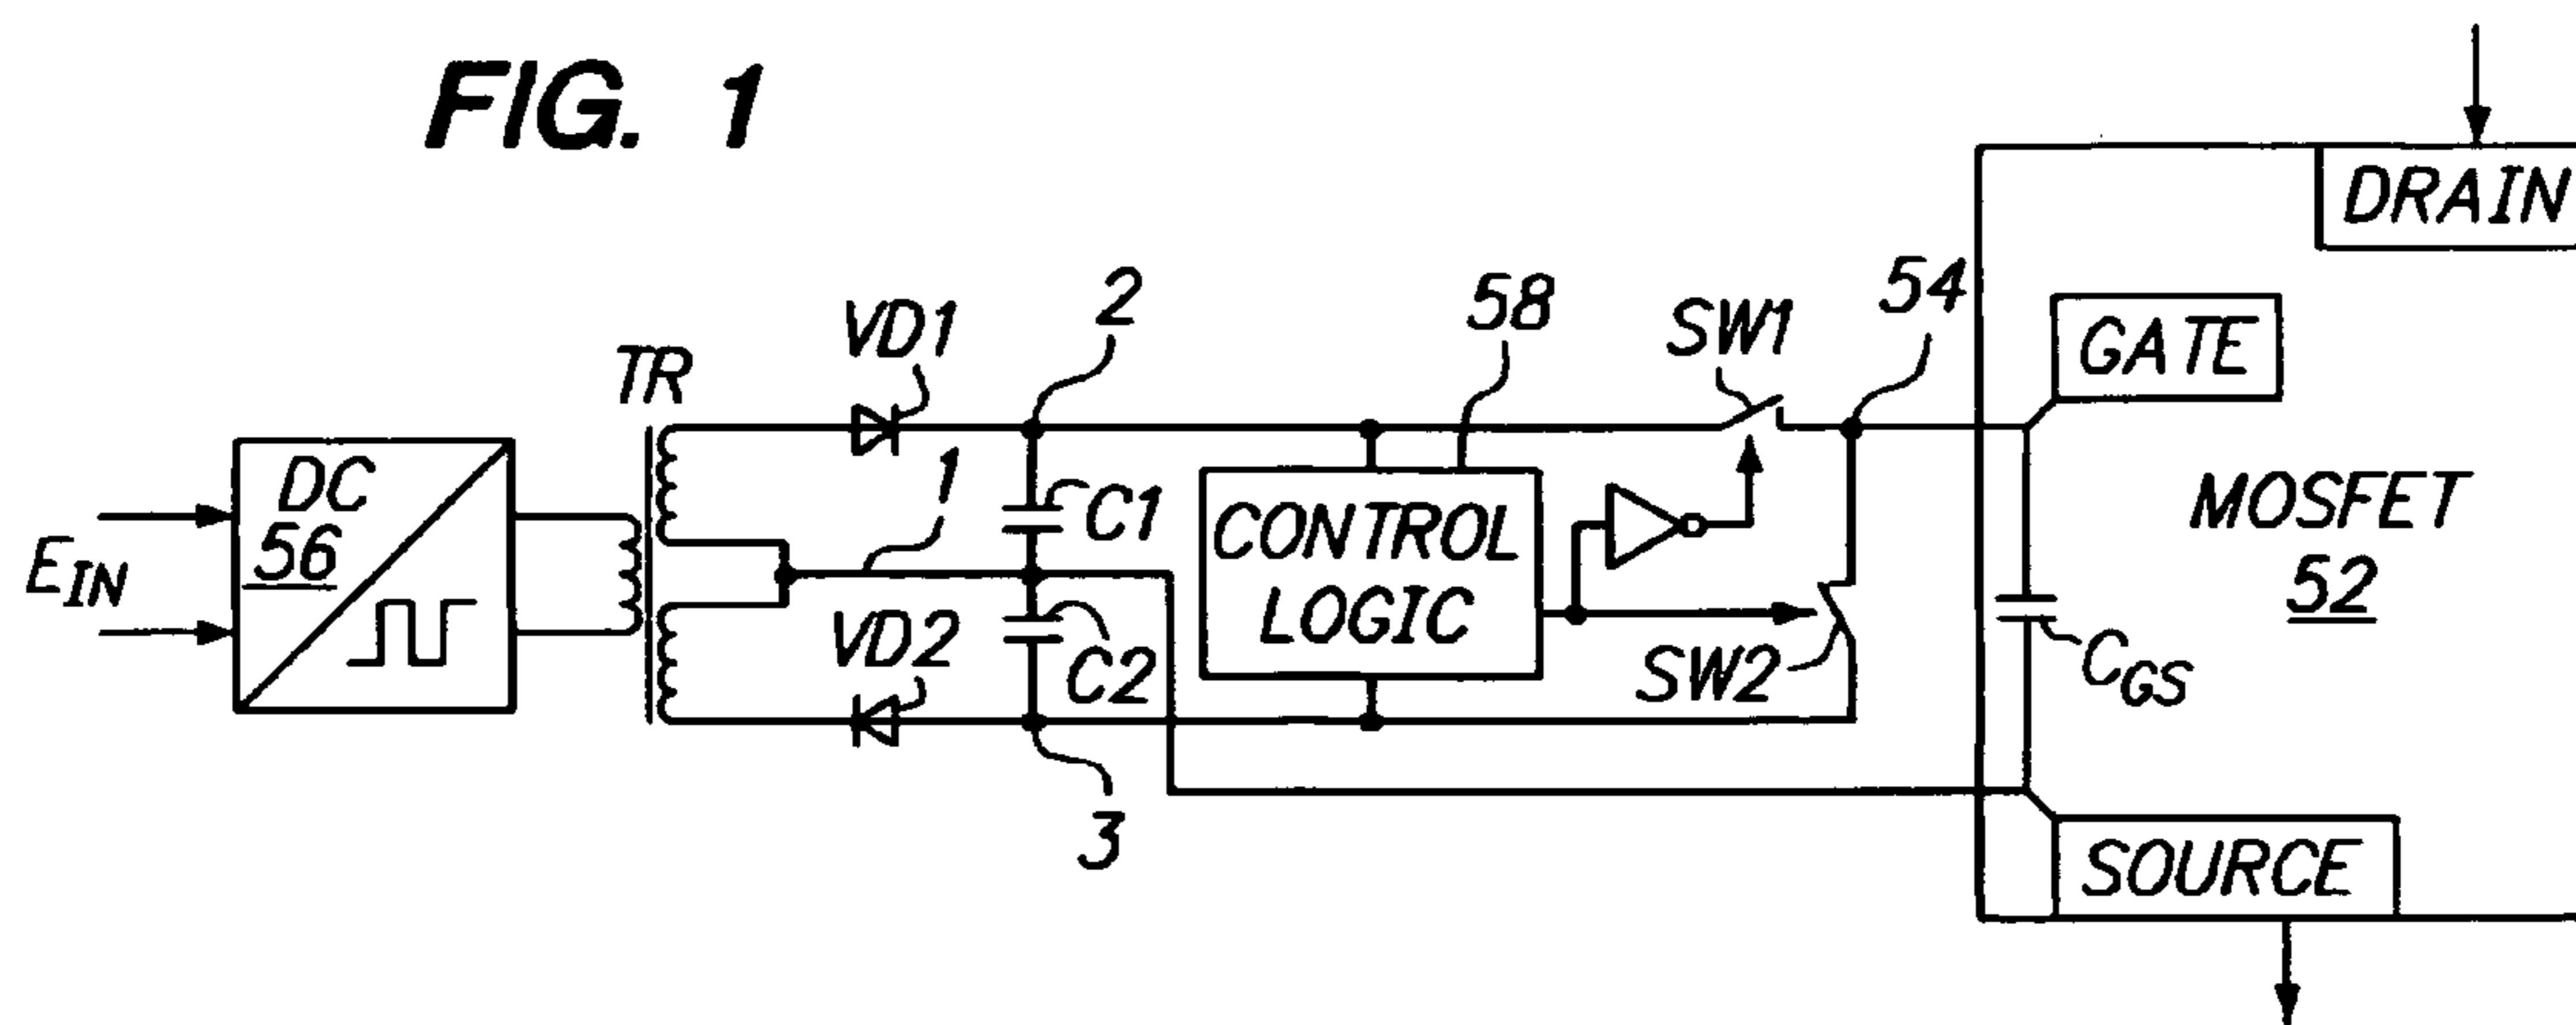 FIG. 1
DRAIN
54
2
58
SW1
VD1
GATE
TR
DC
56
1
C1
CONTROL
LOGIC
MOSFET
52
EIN
VD2
C2
SW2
CGS
3
SOURCE